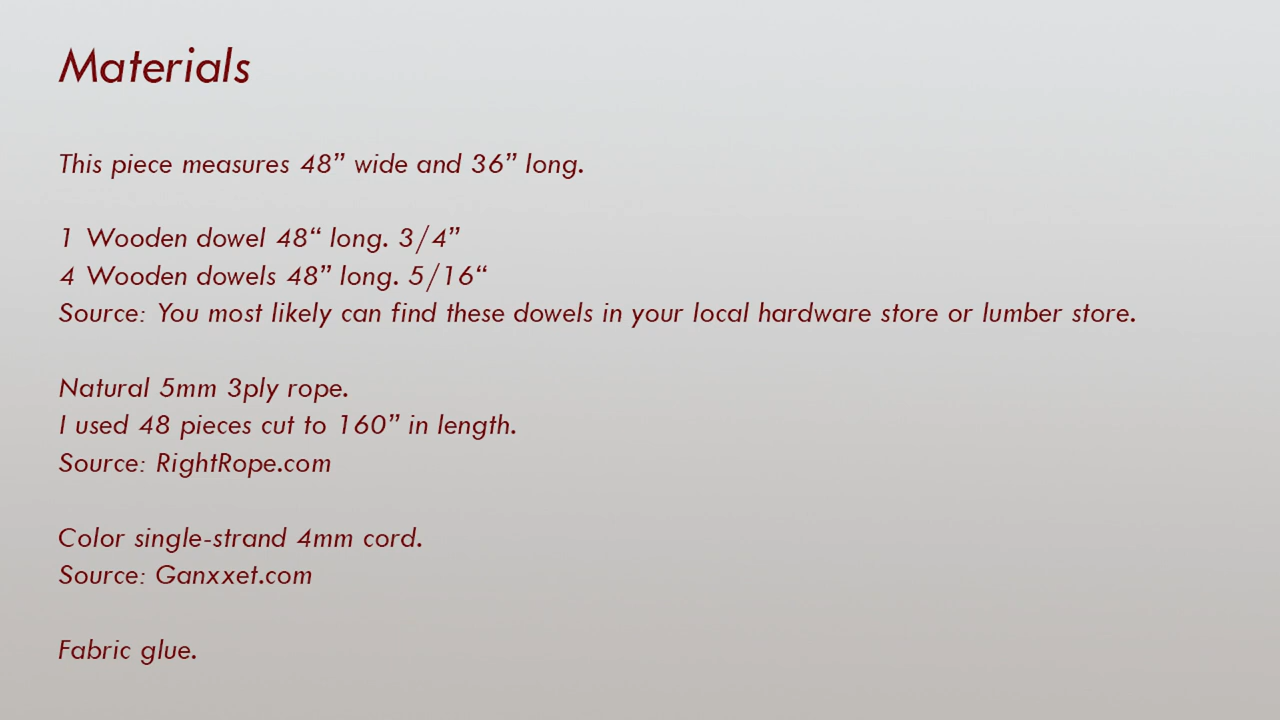 Materials
This piece measures 48” wide and 36” long.
1 Wooden dowel 48“ long. 3/4”
4 Wooden dowels 48” long. 5/16“
Source: You most likely can find these dowels in your local hardware store or lumber store.
Natural 5mm 3ply rope.
I used 48 pieces cut to 160” in length.
Source: RightRope.com
Color single-strand 4mm cord.
Source: Ganxxet.com
Fabric glue.